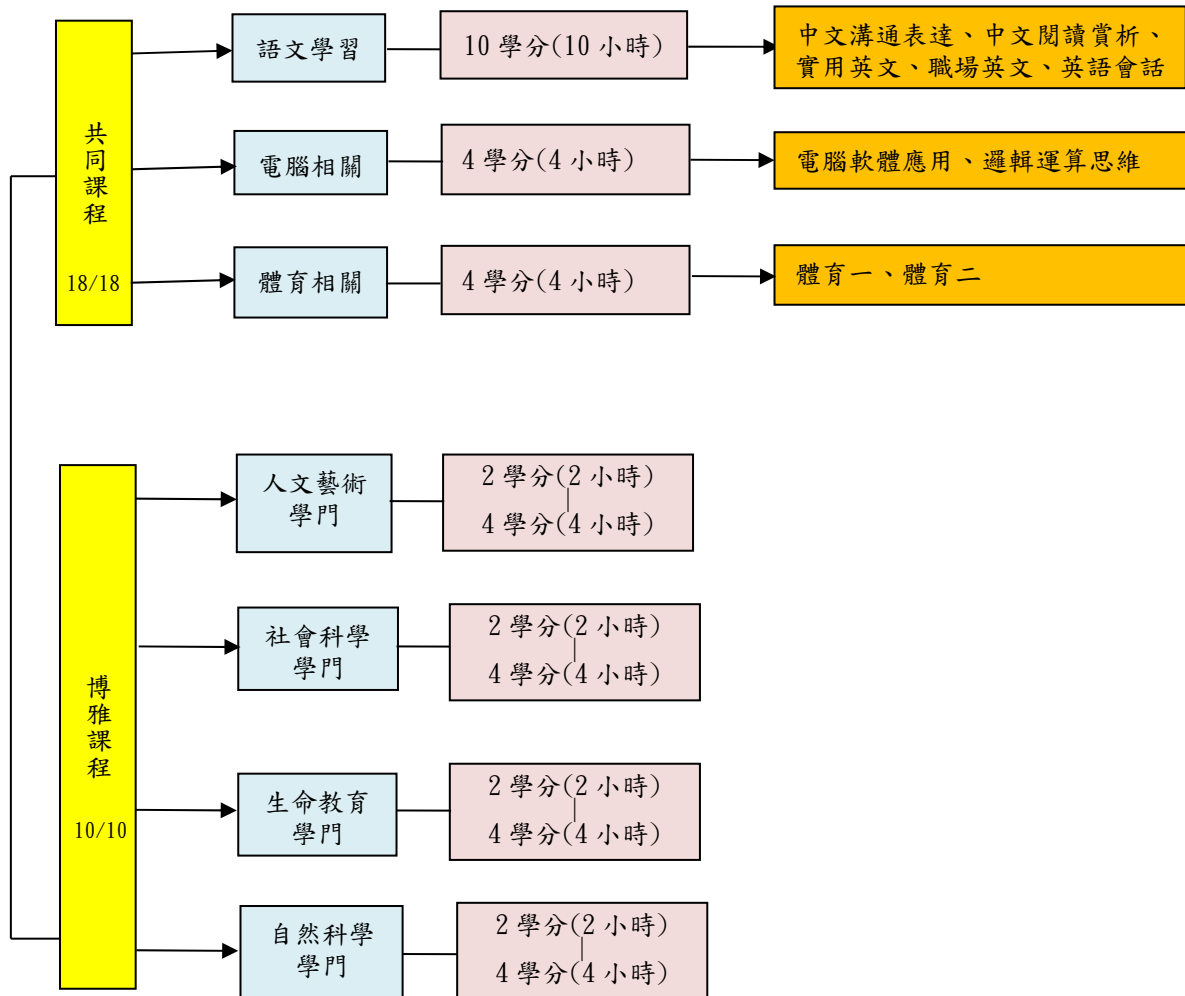 共同課程
18/18
語文學習
10 學分(10 小時)
中文溝通表達、中文閱讀賞析、
實用英文、職場英文、英語會話
電腦相關
4 學分(4 小時)
電腦軟體應用、邏輯運算思維
體育相關
4 學分(4 小時)
體育一、體育二
博雅課程
10/10
人文藝術
學門
2 學分(2 小時)
|
4 學分(4 小時)
社會科學
學門
2 學分(2 小時)
|
4 學分(4 小時)
生命教育
學門
2 學分(2 小時)
|
4 學分(4 小時)
自然科學
學門
2 學分(2 小時)
|
4 學分(4 小時)